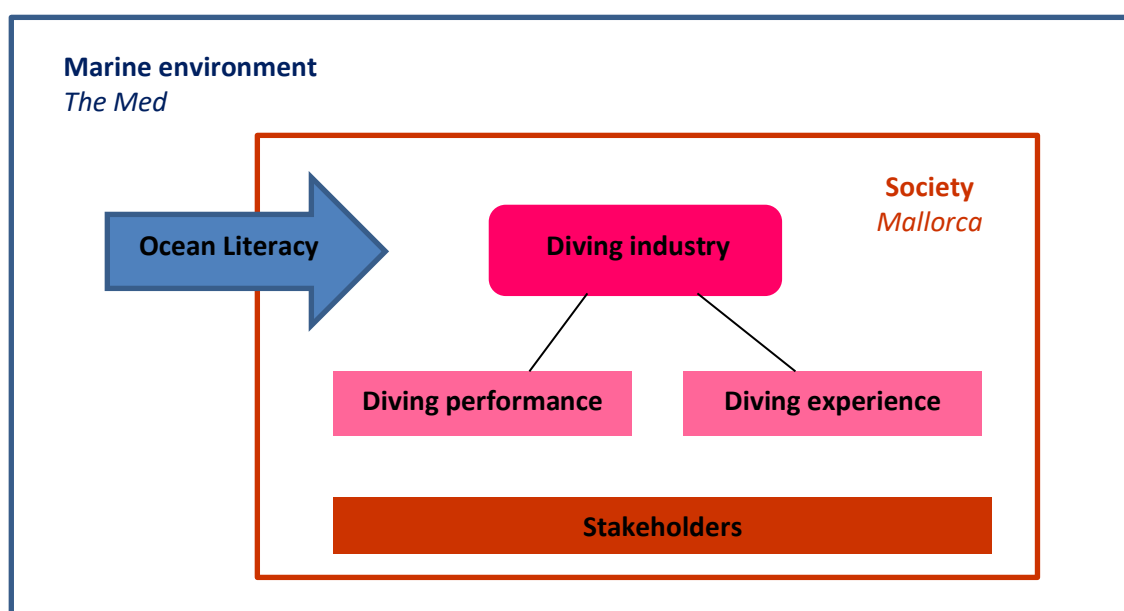 Marine environment
The Med
Society
Mallorca
Ocean Literacy
Diving industry
Diving performance
Diving experience
Stakeholders